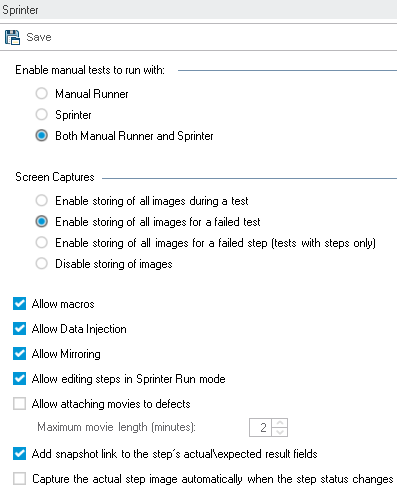 Sprinter
Save
Enable manual tests to run with:
Manual Runner
Sprinter
Both Manual Runner and Sprinter
Screen Captures
Enable storing of all images during a test
Enable storing of all images for a failed test
Enable storing of all images for a failed step (tests with steps only)
Disable storing of images
Allow macros
Allow Data Injection
Allow Mirroring
Allow editing steps in Sprinter Run mode
Allow attaching movies to defects
Maximum movie length (minutes): 2
Add snapshot link to the step's actual\expected result fields
Capture the actual step image automatically when the step status changes